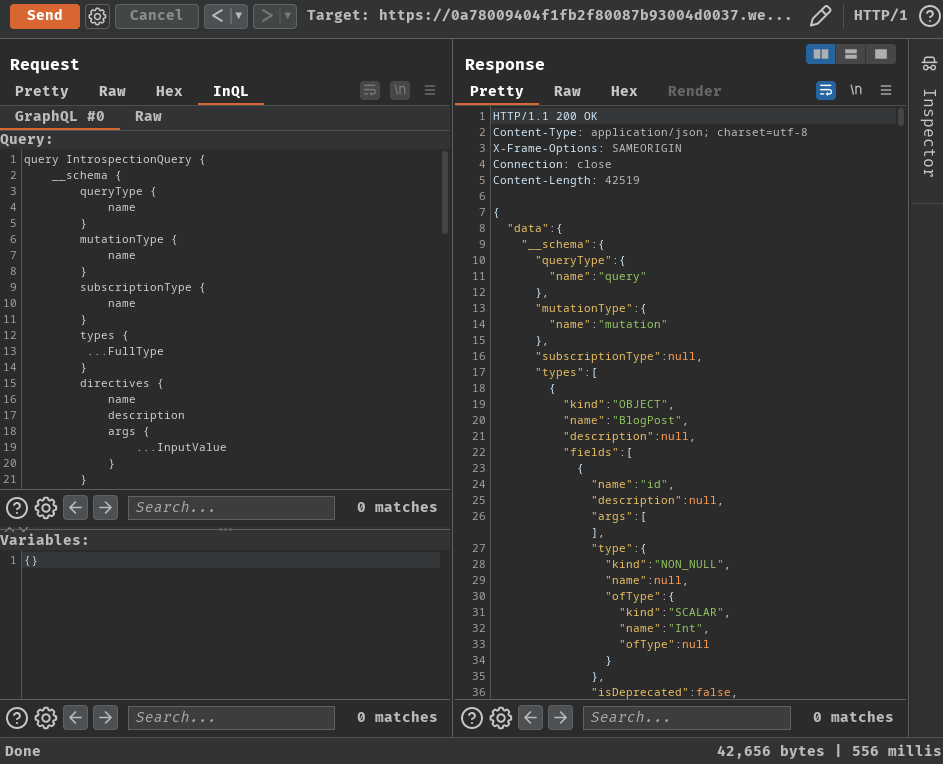 Send Cancel < ▼ > ▼ Target: https://0a78009404f1fb2f80087b93004d0037.we... HTTP/1 ?
Request
Pretty Raw Hex InQL \n
GraphQL #0 Raw
Query:
1 query IntrospectionQuery {
2 __schema {
3 queryType {
4 name
5 }
6 mutationType {
7 name
8 }
9 subscriptionType {
10 name
11 }
12 types {
13 ...FullType
14 }
15 directives {
16 name
17 description
18 args {
19 ...InputValue
20 }
21 }
? Search... 0 matches
Variables:
1 {}
? Search... 0 matches
Response
Pretty Raw Hex Render \n
1 HTTP/1.1 200 OK
2 Content-Type: application/json; charset=utf-8
3 X-Frame-Options: SAMEORIGIN
4 Connection: close
5 Content-Length: 42519
6
7 {
8 "data":{
9 "__schema":{
10 "queryType":{
11 "name":"query"
12 },
13 "mutationType":{
14 "name":"mutation"
15 },
16 "subscriptionType":null,
17 "types":[
18 {
19 "kind":"OBJECT",
20 "name":"BlogPost",
21 "description":null,
22 "fields":[
23 {
24 "name":"id",
25 "description":null,
26 "args":[
],
27 "type":{
28 "kind":"NON_NULL",
29 "name":null,
30 "ofType":{
31 "kind":"SCALAR",
32 "name":"Int",
33 "ofType":null
34 }
35 },
36 "isDeprecated":false,
? Search... 0 matches
Inspector
Done 42,656 bytes | 556 millis